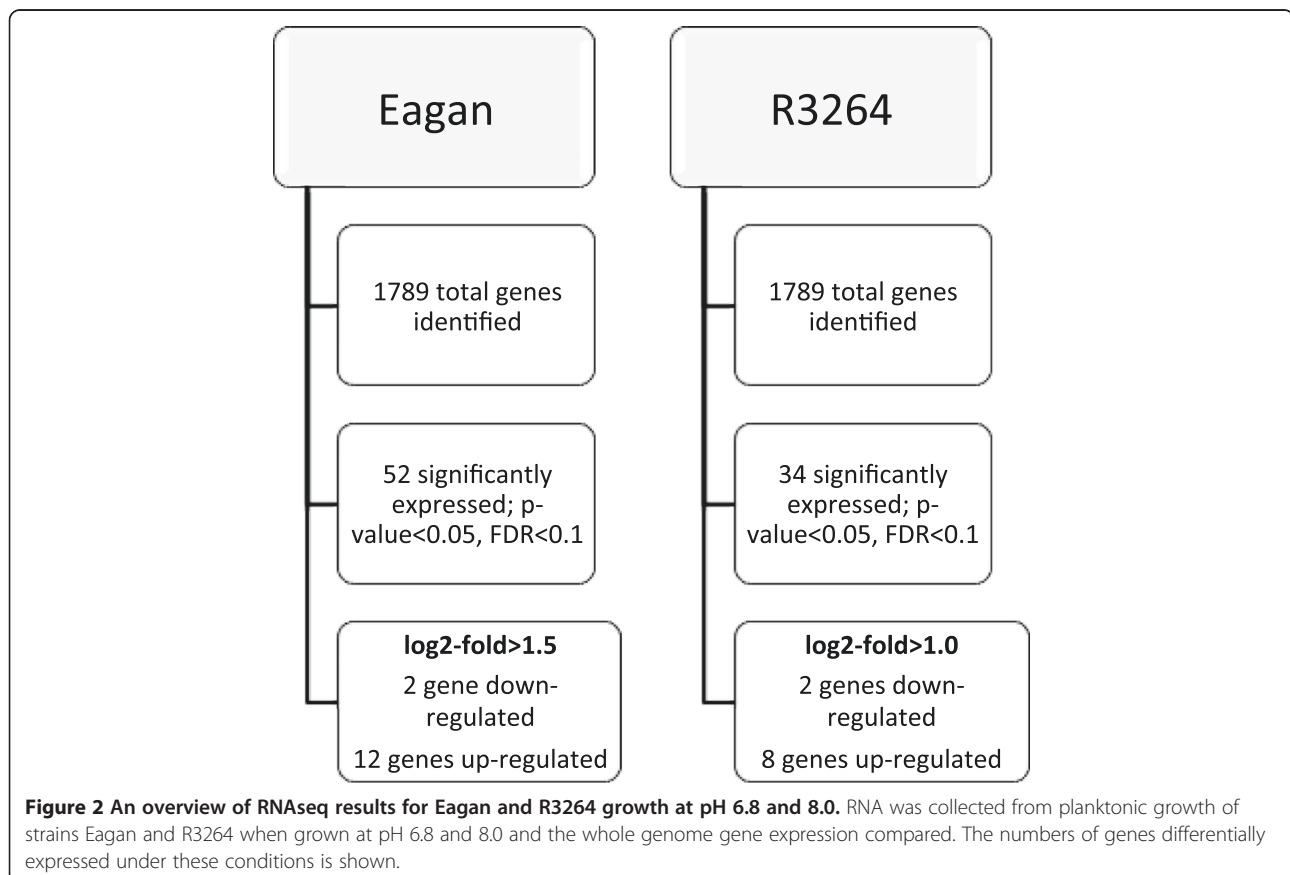 Eagan
1789 total genes
identified
52 significantly
expressed; p-
value<0.05, FDR<0.1
log2-fold>1.5
2 gene down-
regulated
12 genes up-regulated
R3264
1789 total genes
identified
34 significantly
expressed; p-
value<0.05, FDR<0.1
log2-fold>1.0
2 genes down-
regulated
8 genes up-regulated
Figure 2 An overview of RNAseq results for Eagan and R3264 growth at pH 6.8 and 8.0. RNA was collected from planktonic growth of
strains Eagan and R3264 when grown at pH 6.8 and 8.0 and the whole genome gene expression compared. The numbers of genes differentially
expressed under these conditions is shown.